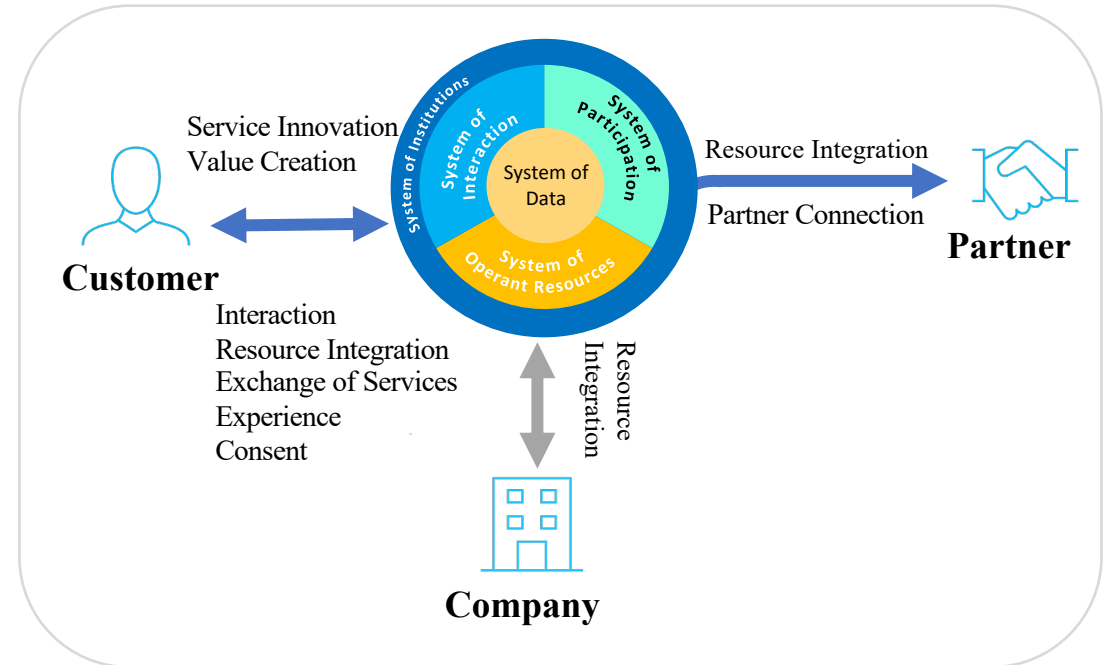 Service Innovation
Value Creation
Customer
Interaction
Resource Integration
Exchange of Services
Experience
Consent
System of Institutions
System of
Interaction
System of
Participation
System of
Data
System of
Operant Resources
Resource Integration
Partner Connection
Partner
Resource
Integration
Company